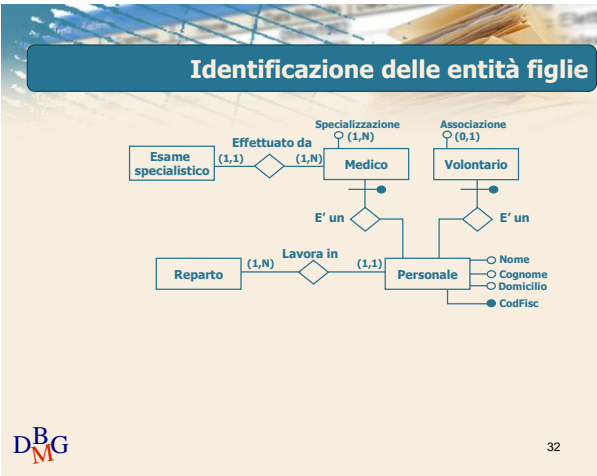 Identificazione delle entità figlie
Specializzazione
(1,N)
Associazione
(0,1)
Effettuato da
Esame
specialistico
(1,1)
(1,N)
Medico
Volontario
E' un
E' un
Lavora in
Reparto
(1,N)
(1,1)
Personale
Nome
Cognome
Domicilio
CodFisc
DBMG
32